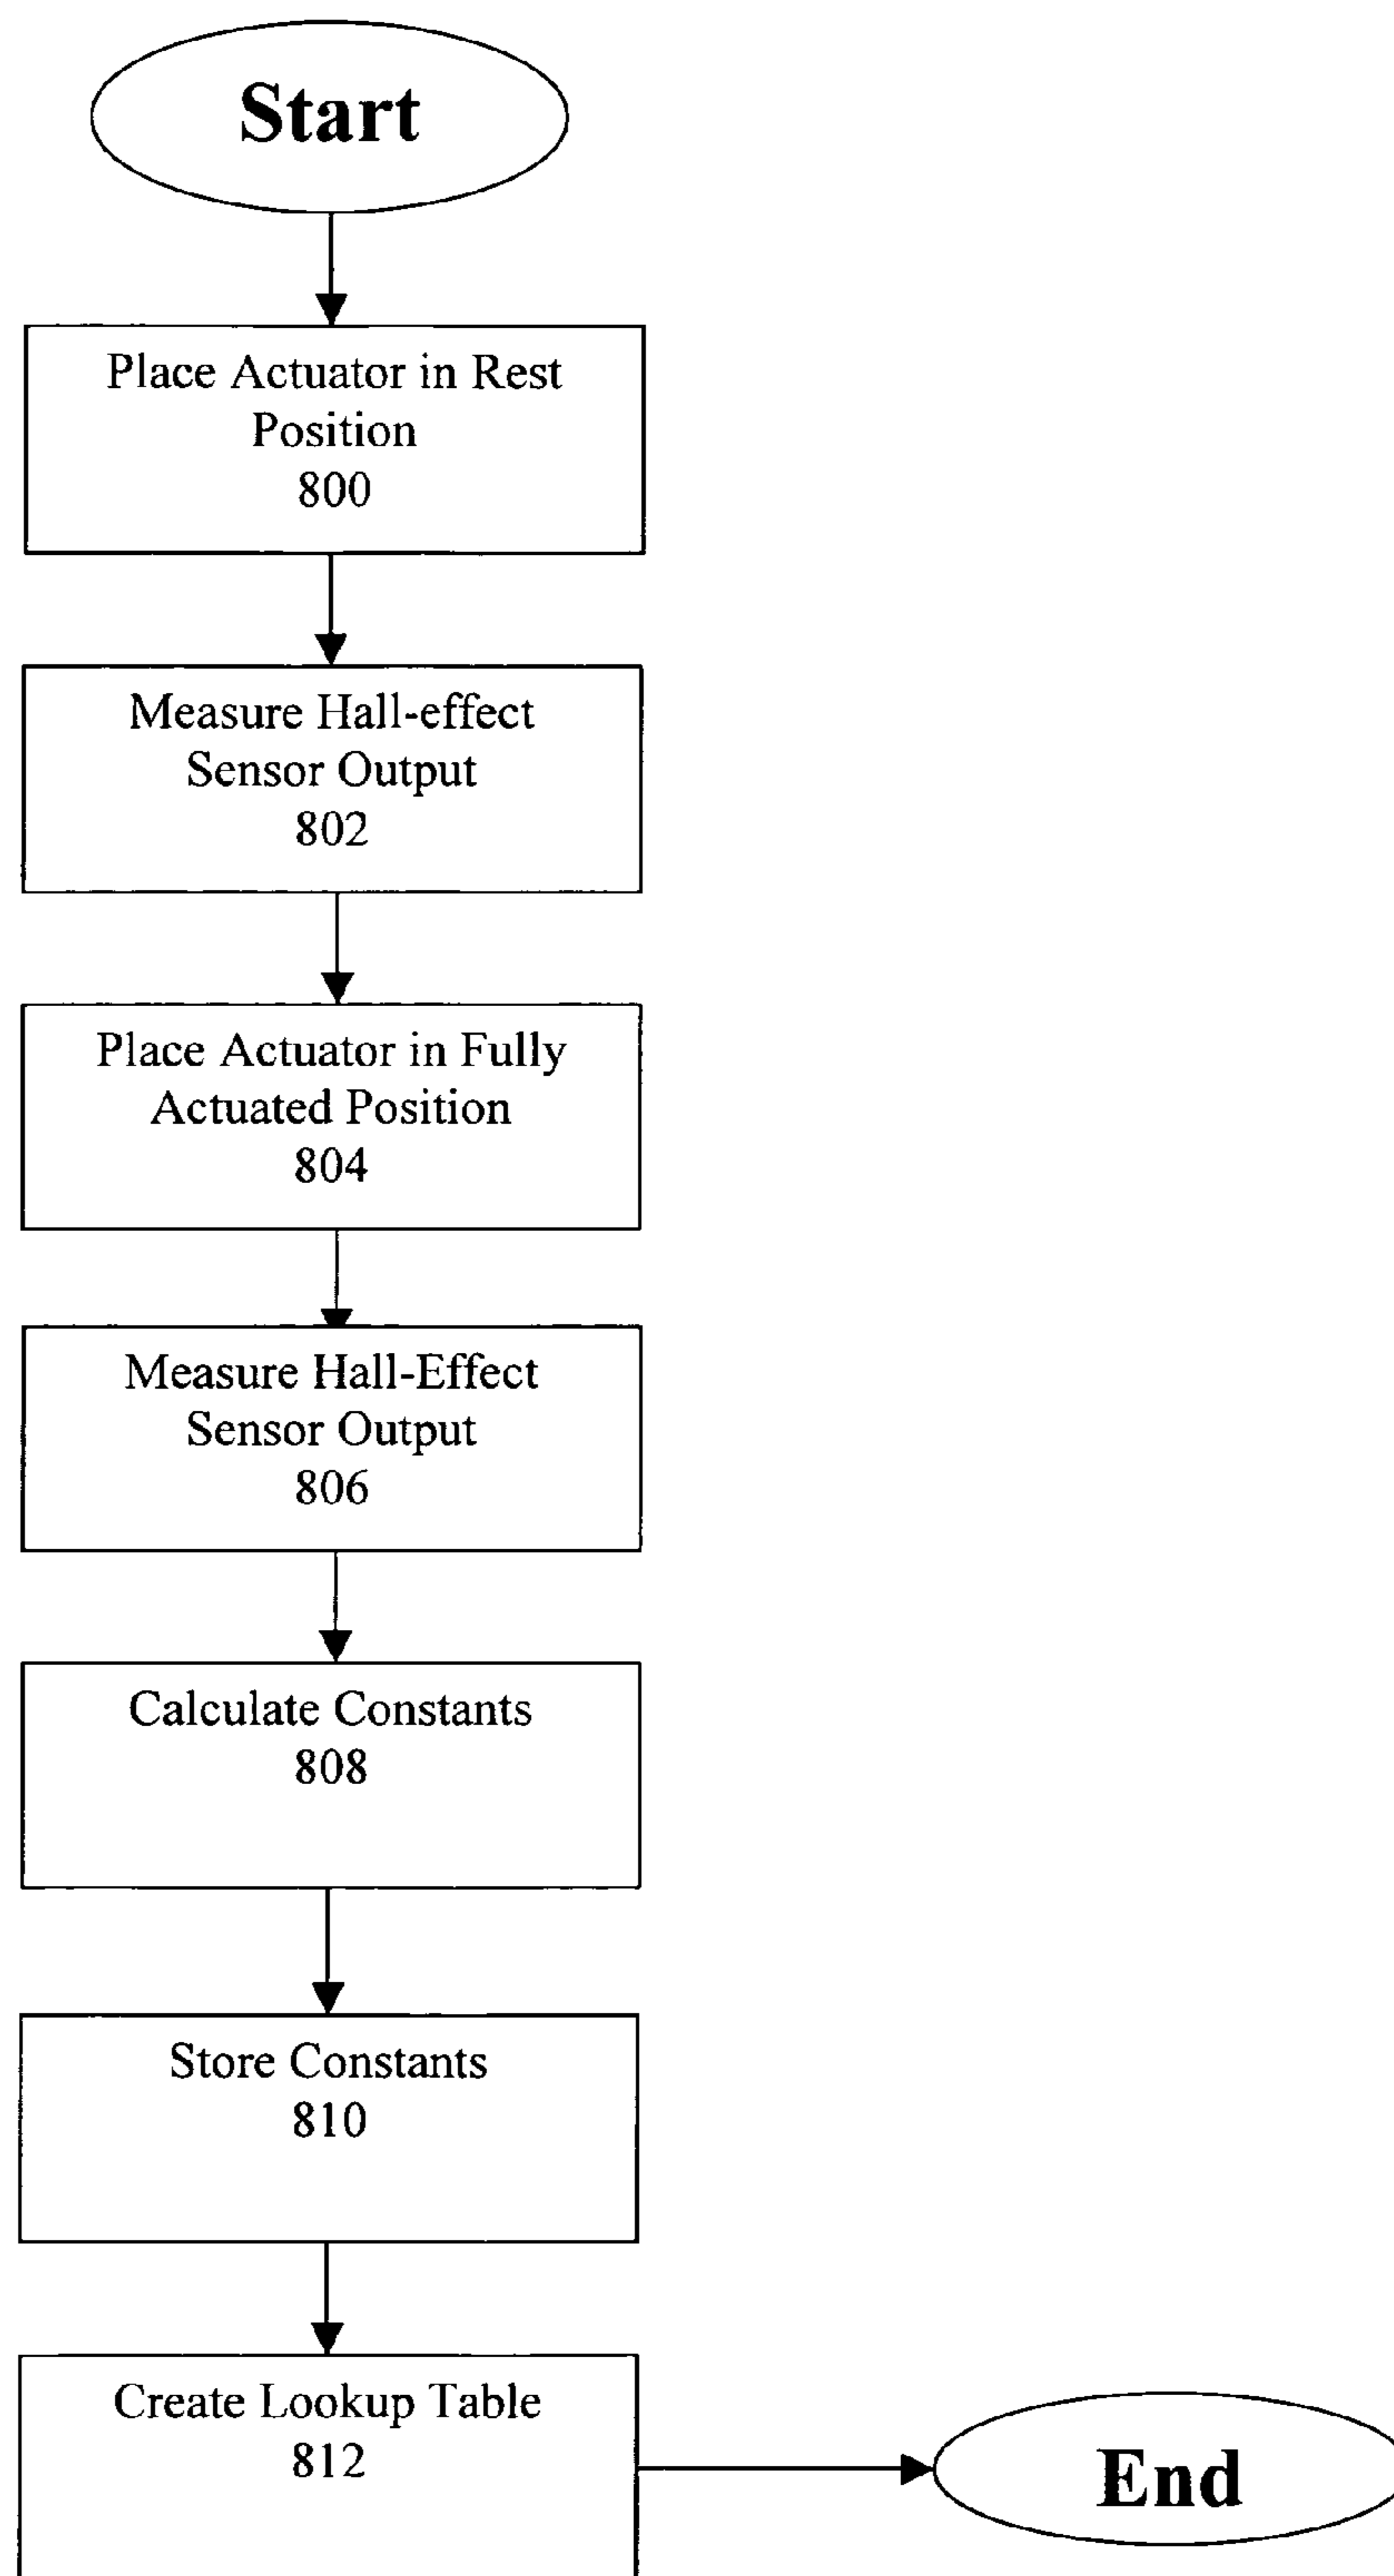 Start
Place Actuator in Rest
Position
800
Measure Hall-effect
Sensor Output
802
Place Actuator in Fully
Actuated Position
804
Measure Hall-Effect
Sensor Output
806
Calculate Constants
808
Store Constants
810
Create Lookup Table
812
End